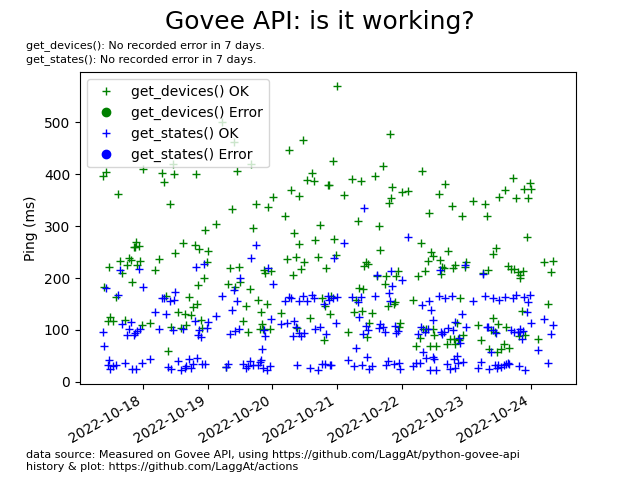 Govee API: is it working?
get_devices(): No recorded error in 7 days.
get_states(): No recorded error in 7 days.
get_devices() OK
get_devices() Error
get_states() OK
get_states() Error
Ping (ms)
500
400
300
200
100
0
2022-10-18
2022-10-19
2022-10-20
2022-10-21
2022-10-22
2022-10-23
2022-10-24
data source: Measured on Govee API, using https://github.com/LaggAt/python-govee-api
history & plot: https://github.com/LaggAt/actions